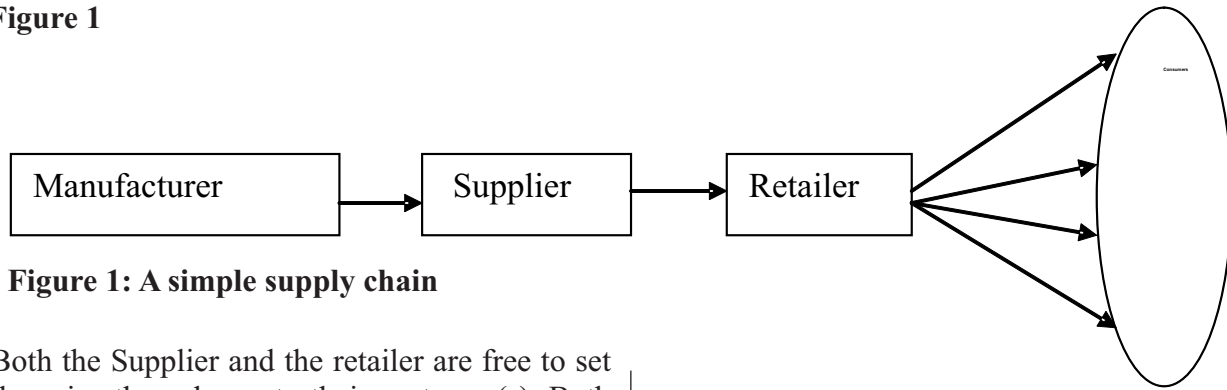 Figure 1
Consumers
Manufacturer
Supplier
Retailer
Figure 1: A simple supply chain
Both the Supplier and the retailer are free to set